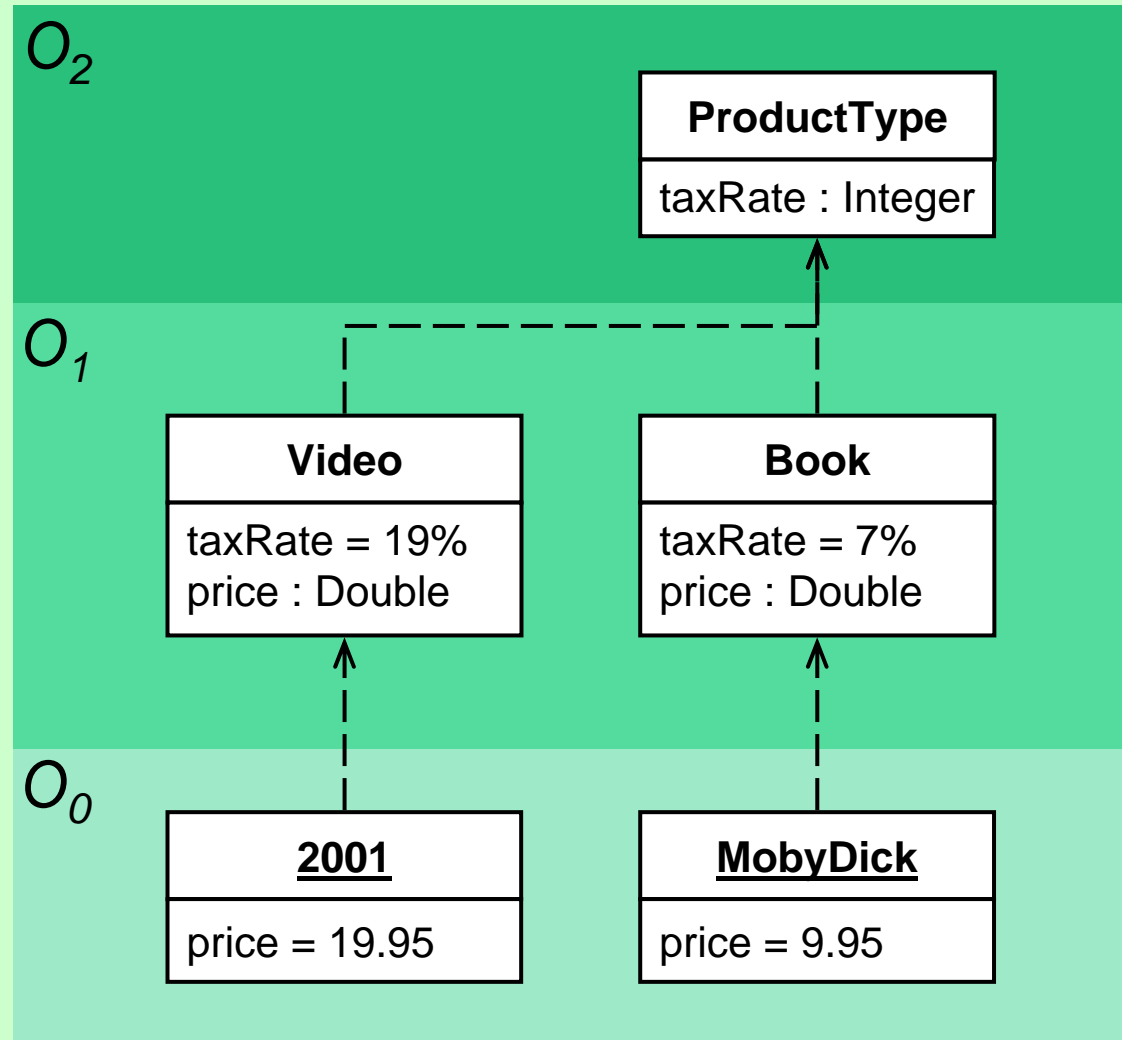 O₂
ProductType
taxRate : Integer
O₁
Video
taxRate = 19%
price : Double
Book
taxRate = 7%
price : Double
O₀
2001
price = 19.95
MobyDick
price = 9.95